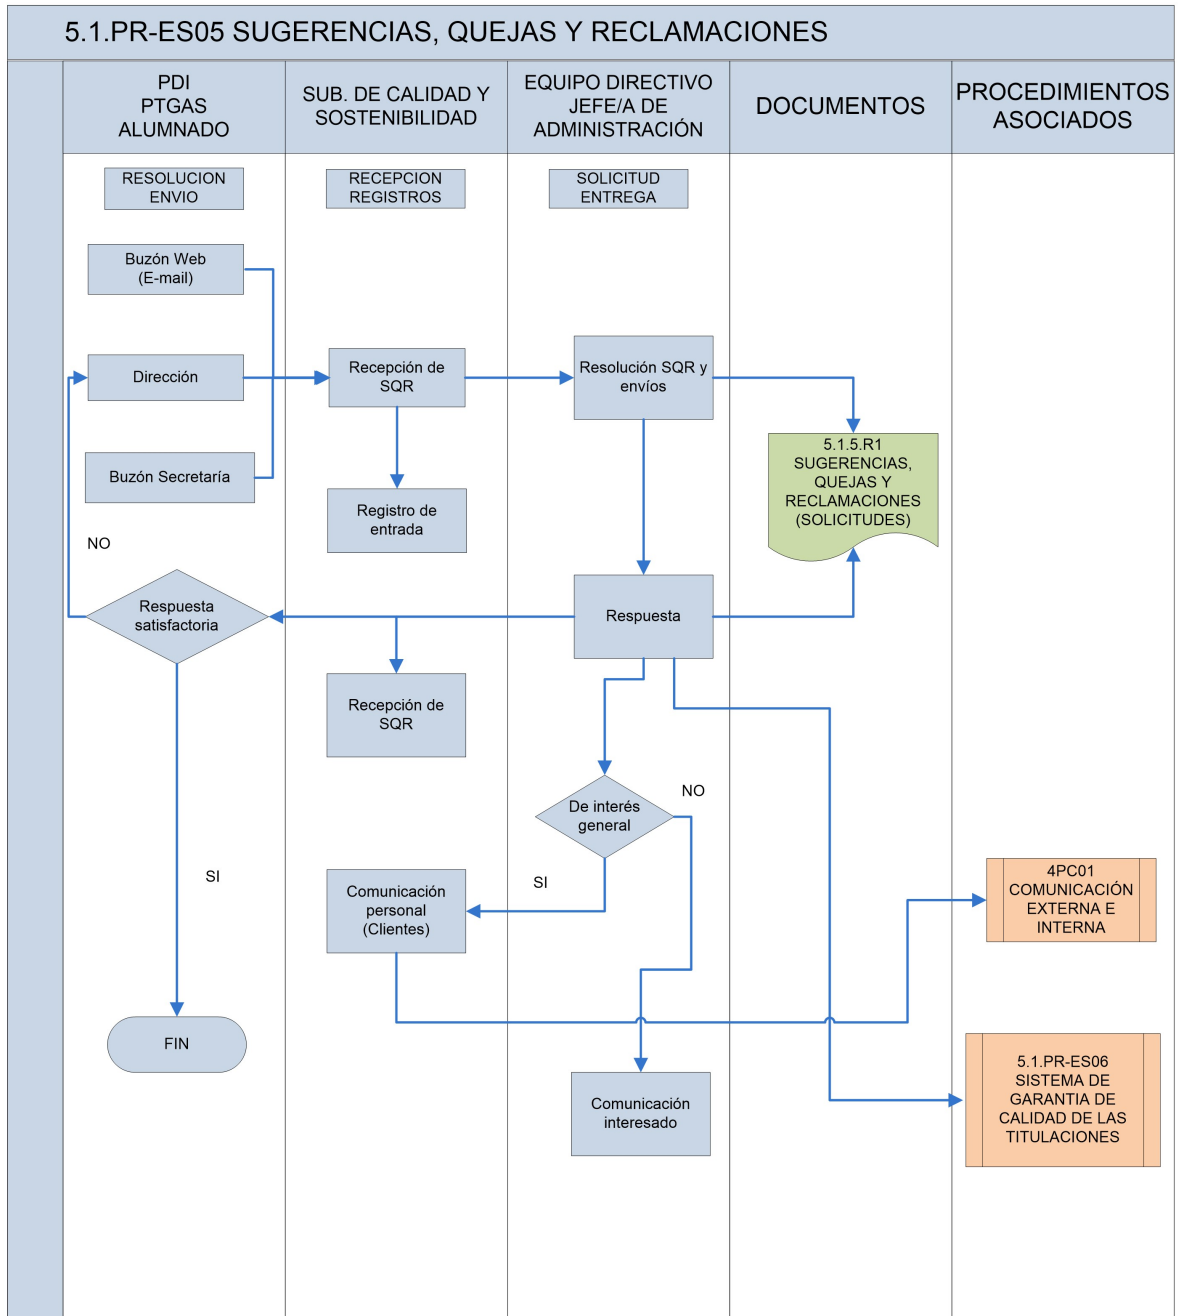 5.1.PR-ES05 SUGERENCIAS, QUEJAS Y RECLAMACIONES
PDI
PTGAS
ALUMNADO
SUB. DE CALIDAD Y
SOSTENIBILIDAD
EQUIPO DIRECTIVO
JEFE/A DE
ADMINISTRACIÓN
DOCUMENTOS
PROCEDIMIENTOS
ASOCIADOS
RESOLUCION
ENVIO
RECEPCION
REGISTROS
SOLICITUD
ENTREGA
Buzón Web
(E-mail)
Dirección
Recepción de
SQR
Resolución SQR y
envíos
5.1.5.R1
SUGERENCIAS,
QUEJAS Y
RECLAMACIONES
(SOLICITUDES)
Buzón Secretaría
Registro de
entrada
NO
Respuesta
satisfactoria
Respuesta
Recepción de
SQR
De interés
general
NO
SI
SI
Comunicación
personal
(Clientes)
4PC01
COMUNICACIÓN
EXTERNA E
INTERNA
FIN
Comunicación
interesado
5.1.PR-ES06
SISTEMA DE
GARANTIA DE
CALIDAD DE LAS
TITULACIONES